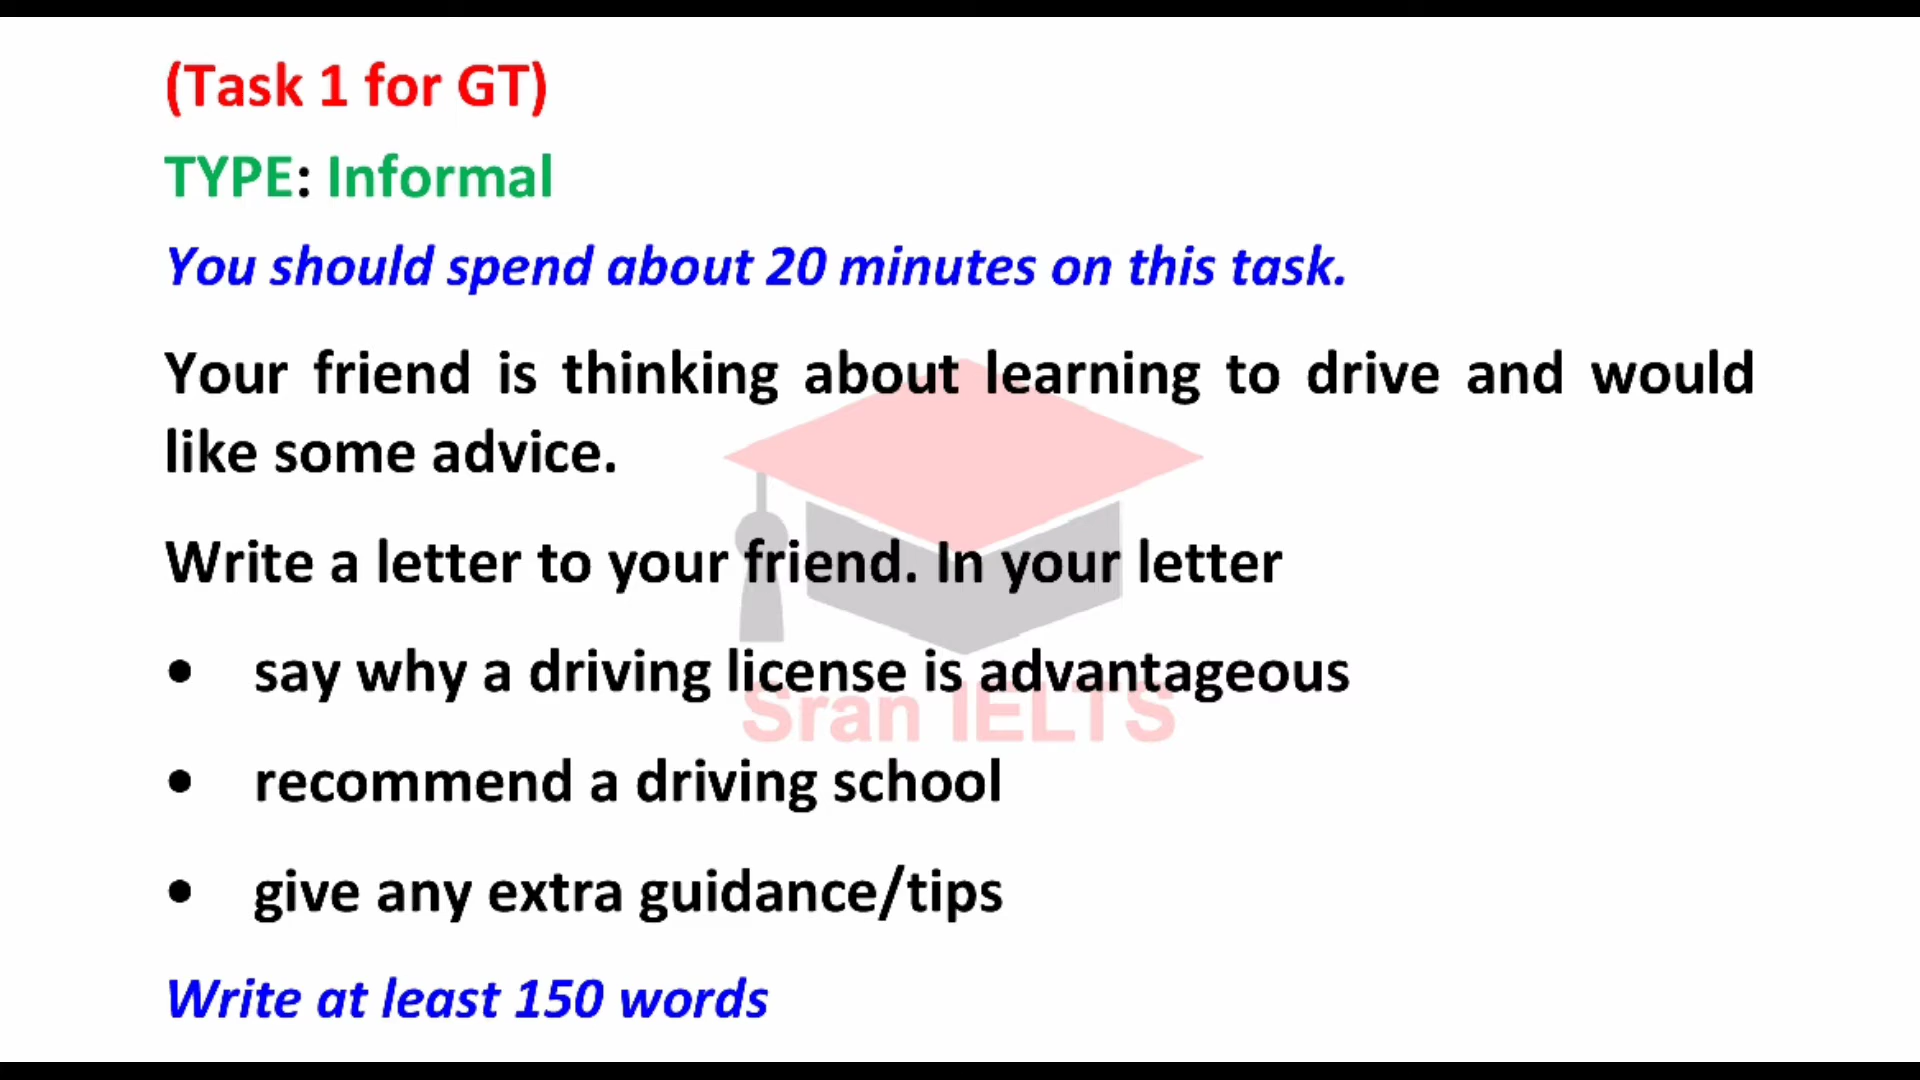 (Task 1 for GT)
TYPE: Informal
You should spend about 20 minutes on this task.
Your friend is thinking about learning to drive and would
like some advice.
Write a letter to your friend. In your letter
• say why a driving license is advantageous
Sran IELTS
• recommend a driving school
• give any extra guidance/tips
Write at least 150 words